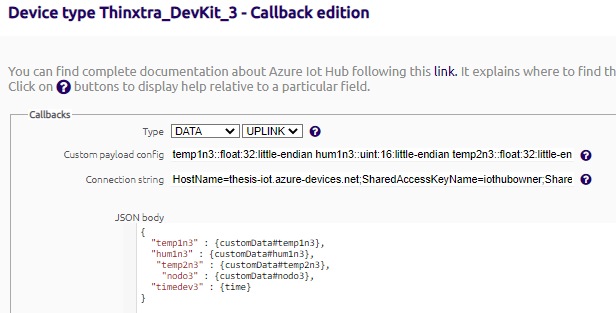 Device type Thinxtra_DevKit_3 - Callback edition
You can find complete documentation about Azure Iot Hub following this link. It explains where to find th
Click on ? buttons to display help relative to a particular field.
Callbacks
Type DATA UPLINK ?
Custom payload config temp1n3::float:32:little-endian hum1n3::uint:16:little-endian temp2n3::float:32:little-en ?
Connection string HostName=thesis-iot.azure-devices.net;SharedAccessKeyName=iothubowner;Share ?
JSON body
{
"temp1n3" : {customData#temp1n3},
"hum1n3" : {customData#hum1n3},
"temp2n3" : {customData#temp2n3},
"nodo3" : {customData#nodo3},
"timedev3" : {time}
}